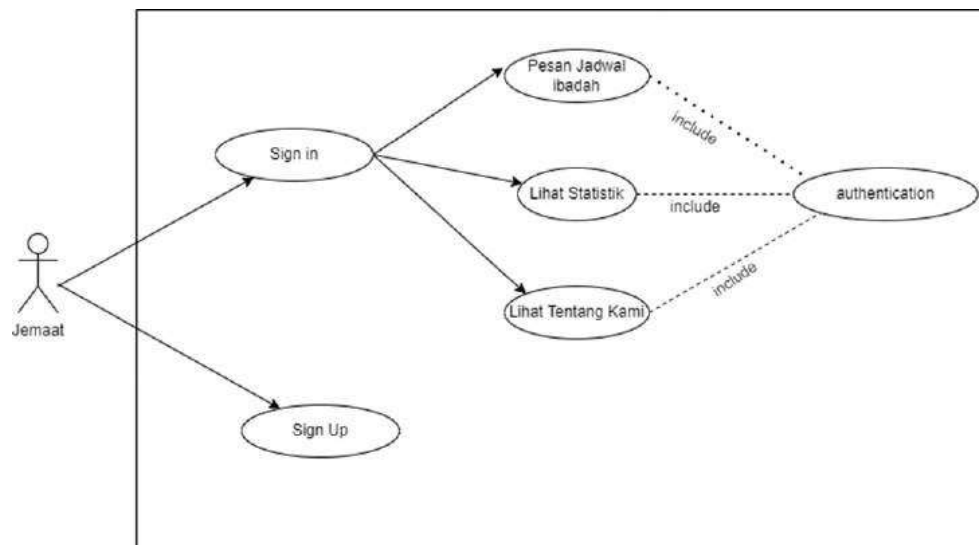 Pesan Jadwal
ibadah
include
Sign in
Lihat Statistik
include
authentication
include
Lihat Tentang Kami
Jemaat
Sign Up